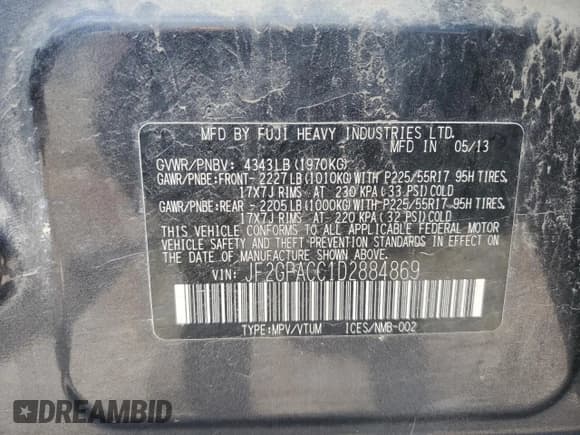 MFD BY FUJI HEAVY INDUSTRIES LTD.
MFD IN 05/13
GVWR/PNBV: 4343LB(1970KG)
GAWR/PNBE:FRONT- 2227LB(1010KG)WITH P225/55R17 95H TIRES,
17X7J RIMS AT 230 KPA( 33 PSI)COLD
GAWR/PNBE:REAR - 2205LB(1000KG)WITH P225/55R17 95H TIRES,
17X7J RIMS AT 220 KPA( 32 PSI)COLD
THIS VEHICLE CONFORMS TO ALL APPLICABLE FEDERAL MOTOR
VEHICLE SAFETY AND THEFT PREVENTION STANDARDS IN EFFECT ON
THE DATE OF MANUFACTURE SHOWN ABOVE.
VIN: JF2GPACC1D2884869
TYPE:MPV/VTUM ICES/NMB-002
DREAMBID